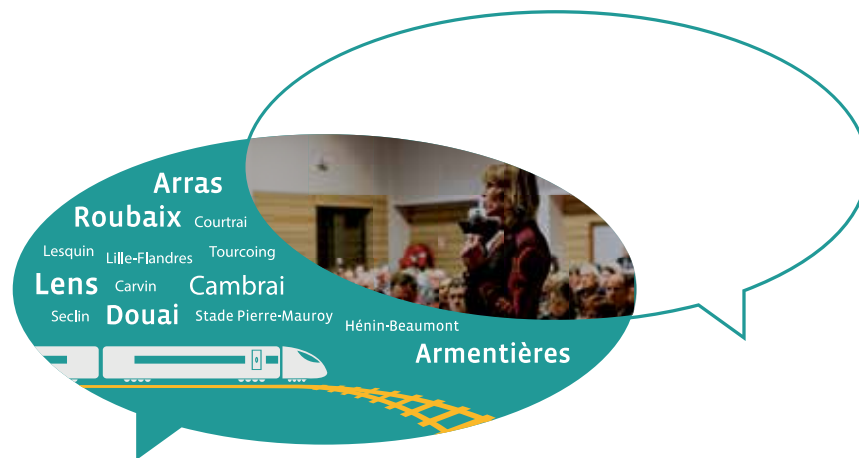 Arras
Roubaix Courtrai
Lesquin Lille-Flandres Tourcoing
Lens Carvin Cambrai
Seclin Douai Stade Pierre-Mauroy
Hénin-Beaumont
Armentières